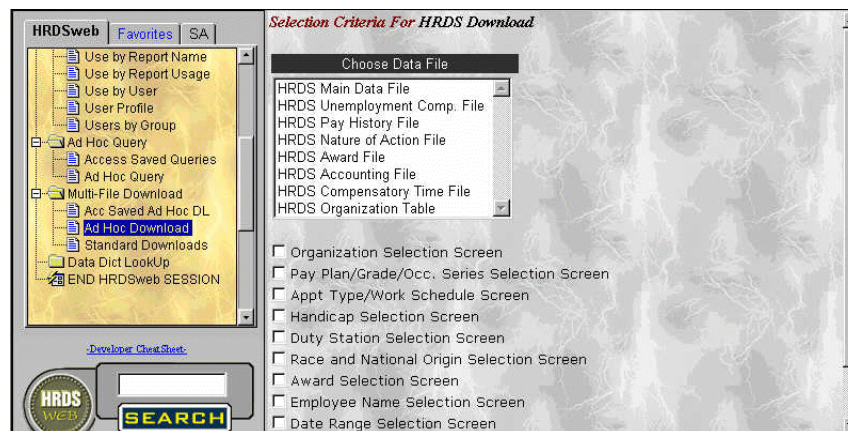 HRDSweb Favorites SA
Use by Report Name
Use by Report Usage
Use by User
User Profile
Users by Group
Ad Hoc Query
Access Saved Queries
Ad Hoc Query
Multi-File Download
Acc Saved Ad Hoc DL
Ad Hoc Download
Standard Downloads
Data Dict LookUp
END HRDSweb SESSION
-Developer CheatSheet-
HRDS
WEB
SEARCH
Selection Criteria For HRDS Download
Choose Data File
HRDS Main Data File
HRDS Unemployment Comp. File
HRDS Pay History File
HRDS Nature of Action File
HRDS Award File
HRDS Accounting File
HRDS Compensatory Time File
HRDS Organization Table
Organization Selection Screen
Pay Plan/Grade/Occ. Series Selection Screen
Appt Type/Work Schedule Screen
Handicap Selection Screen
Duty Station Selection Screen
Race and National Origin Selection Screen
Award Selection Screen
Employee Name Selection Screen
Date Range Selection Screen